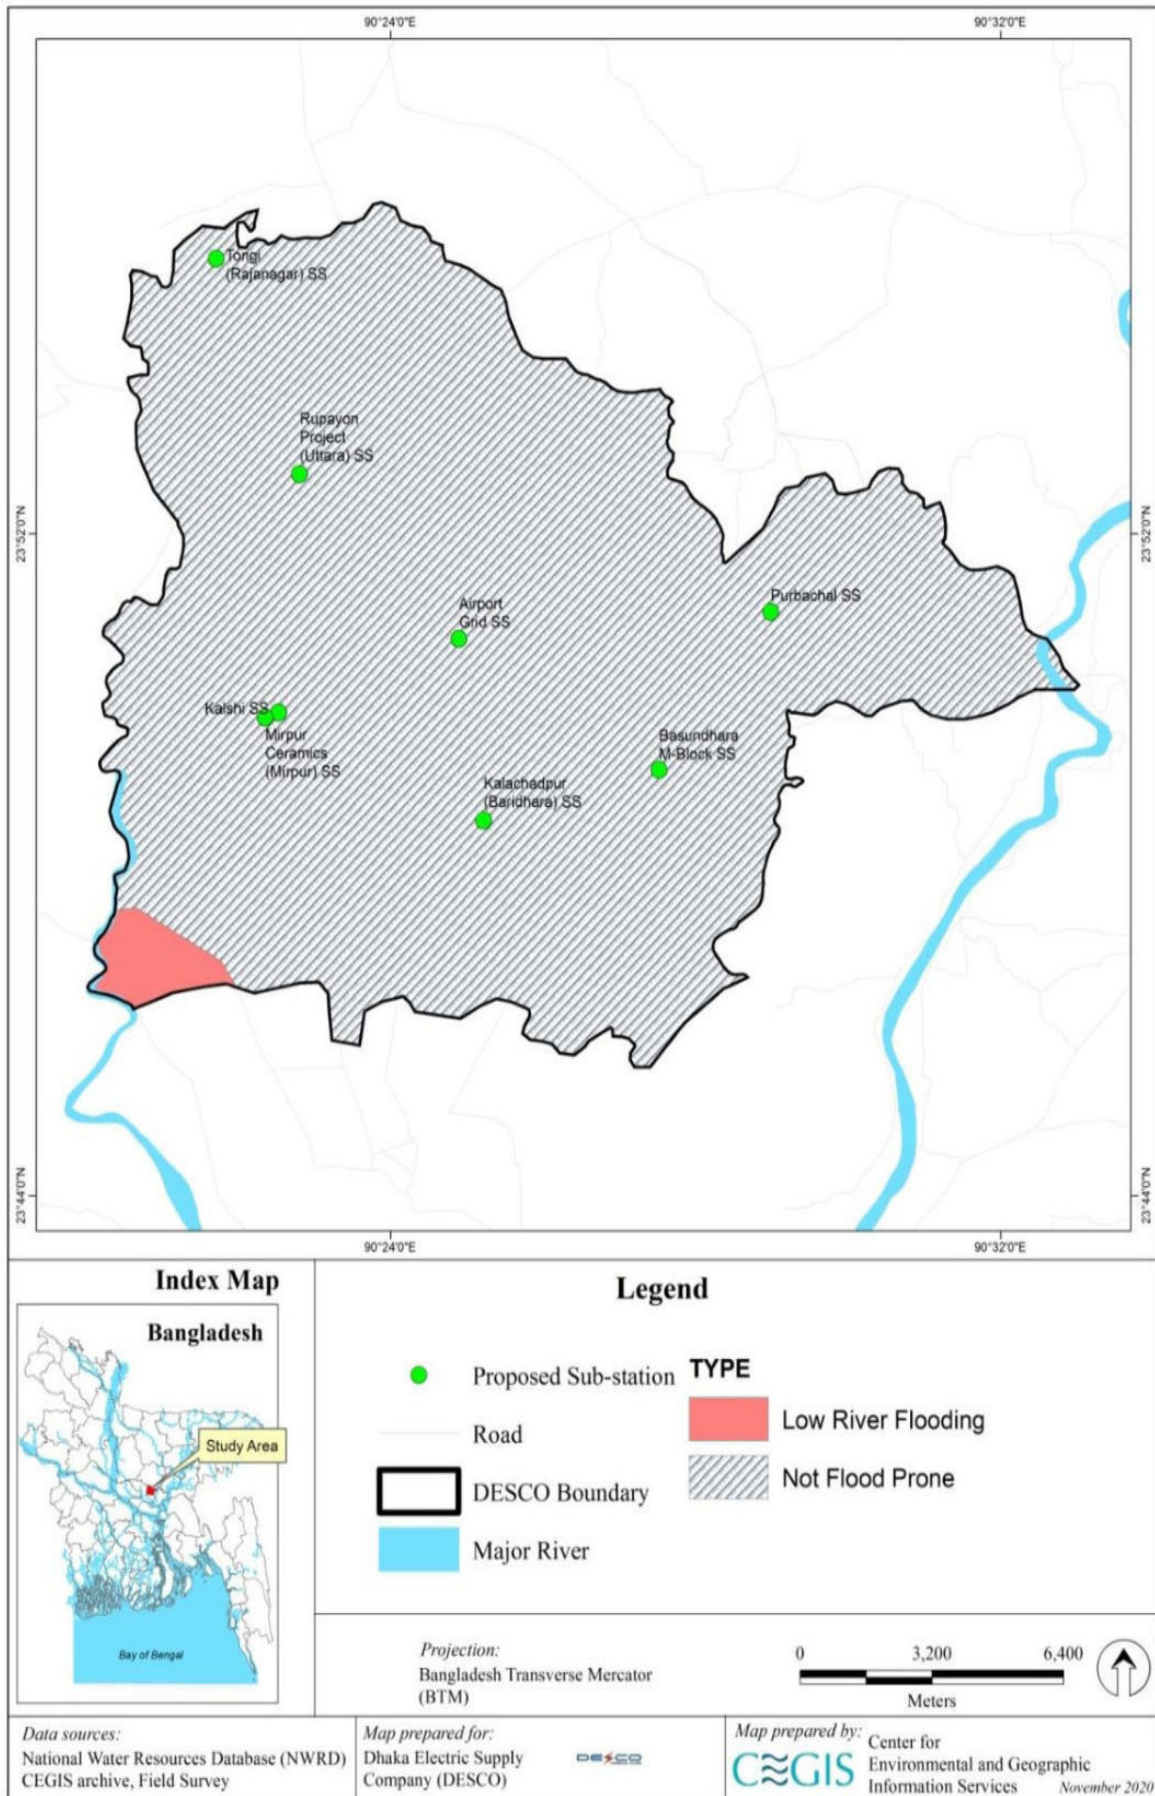 90°24'0"E
90°32'0"E
Tongi
(Rajanagar) SS
Rupayon
Project
(Uttara) SS
23°52'0"N
23°52'0"N
Purbachal SS
Airport
Grid SS
Kalshi SS
Mirpur
Ceramics
(Mirpur) SS
Basundhara
M-Block SS
Kalachadpur
(Baridhara) SS
23°44'0"N
23°44'0"N
90°24'0"E
90°32'0"E
Index Map
Bangladesh
Study Area
Bay of Bengal
Legend
Proposed Sub-station
Road
DESCO Boundary
Major River
TYPE
Low River Flooding
Not Flood Prone
Projection:
Bangladesh Transverse Mercator
(BTM)
0 3,200 6,400
Meters
Data sources:
National Water Resources Database (NWRD)
CEGIS archive, Field Survey
Map prepared for:
Dhaka Electric Supply
Company (DESCO)
DESCO
Map prepared by:
CEGIS
Center for
Environmental and Geographic
Information Services
November 2020